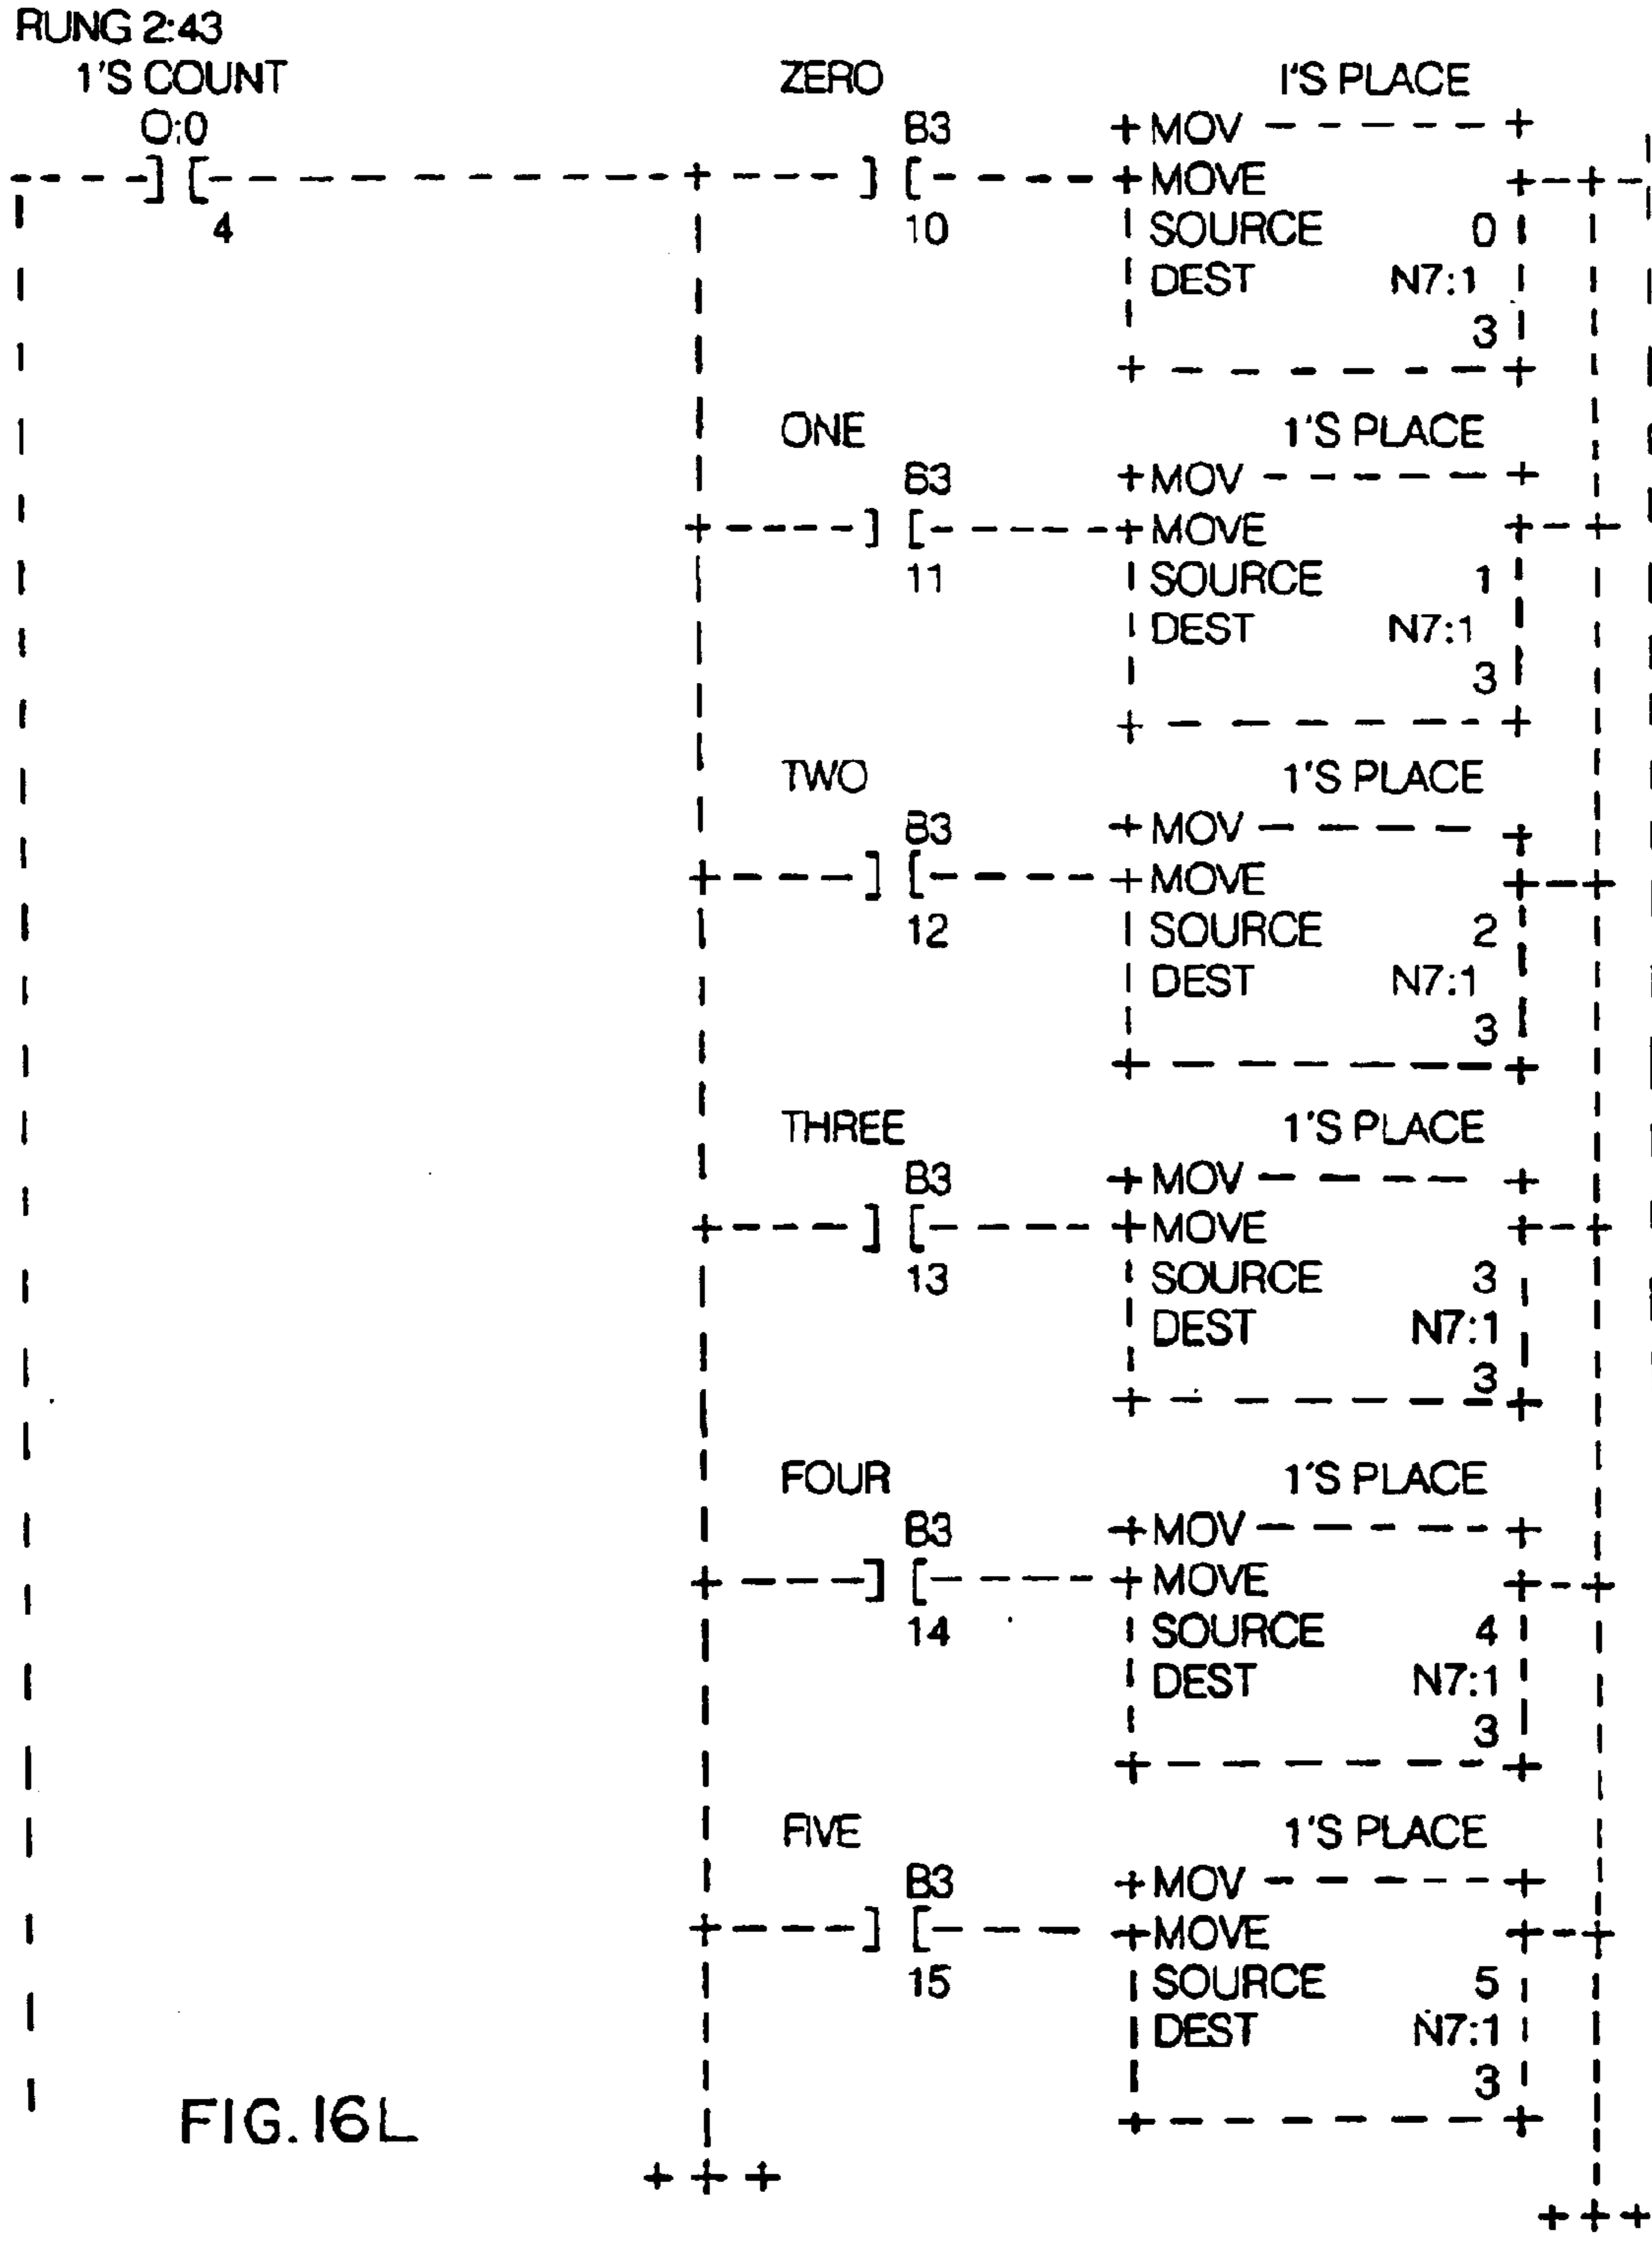 RUNG 2:43
1'S COUNT ZERO I'S PLACE
O:0 B3 MOV
] [ ] [ MOVE
4 10 SOURCE 0
DEST N7:1
3
ONE 1'S PLACE
B3 MOV
] [ MOVE
11 SOURCE 1
DEST N7:1
3
TWO 1'S PLACE
B3 MOV
] [ MOVE
12 SOURCE 2
DEST N7:1
3
THREE 1'S PLACE
B3 MOV
] [ MOVE
13 SOURCE 3
DEST N7:1
3
FOUR 1'S PLACE
B3 MOV
] [ MOVE
14 SOURCE 4
DEST N7:1
3
FIVE 1'S PLACE
B3 MOV
] [ MOVE
15 SOURCE 5
DEST N7:1
3
FIG. 16L